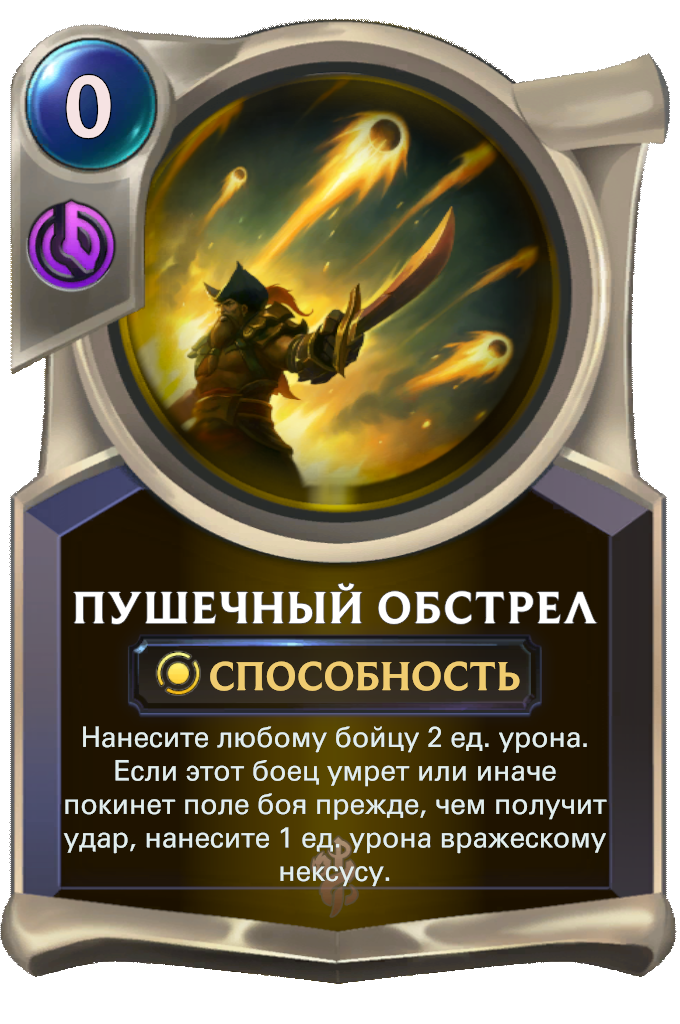 0
ПУШЕЧНЫЙ ОБСТРЕЛ
СПОСОБНОСТЬ
Нанесите любому бойцу 2 ед. урона.
Если этот боец умрет или иначе
покинет поле боя прежде, чем получит
удар, нанесите 1 ед. урона вражескому
нексусу.